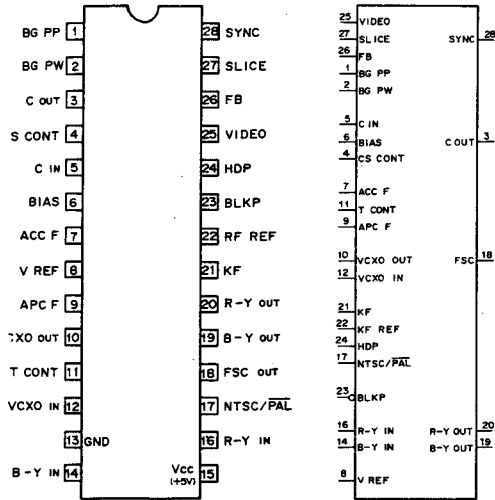 BG PP 1
BG PW 2
C OUT 3
S CONT 4
C IN 5
BIAS 6
ACC F 7
V REF 8
APC F 9
CXO OUT 10
T CONT 11
VCXO IN 12
13 GND
B-Y IN 14
28 SYNC
27 SLICE
26 FB
25 VIDEO
24 HDP
23 BLKP
22 RF REF
21 KF
20 R-Y OUT
19 B-Y OUT
18 FSC OUT
17 NTSC/PAL
16 R-Y IN
Vcc 15
(+5V)
25 VIDEO
27 SLICE
26 FB
1 BG PP
2 BG PW
5 C IN
6 BIAS
4 CS CONT
7 ACC F
11 T CONT
9 APC F
10 VCXO OUT
12 VCXO IN
21 KF
22 KF REF
24 HDP
17 NTSC/PAL
23 BLKP
16 R-Y IN
14 B-Y IN
8 V REF
SYNC 28
C OUT 3
FSC 18
R-Y OUT 20
B-Y OUT 19